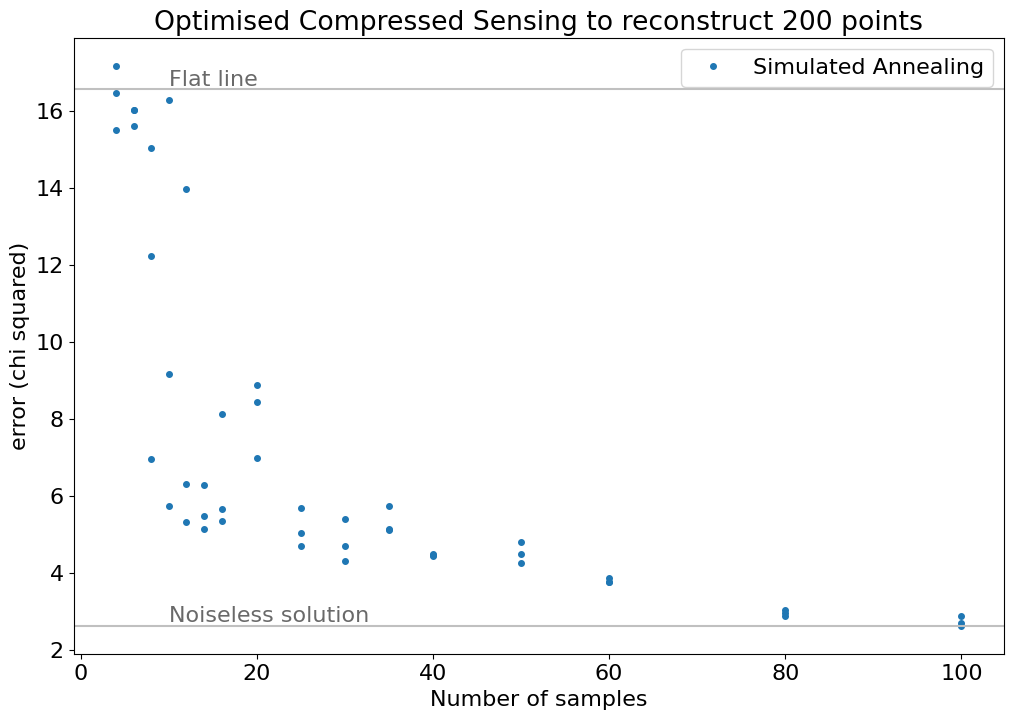 Optimised Compressed Sensing to reconstruct 200 points
Simulated Annealing
Flat line
Noiseless solution
error (chi squared)
16
14
12
10
8
6
4
2
0 20 40 60 80 100
Number of samples